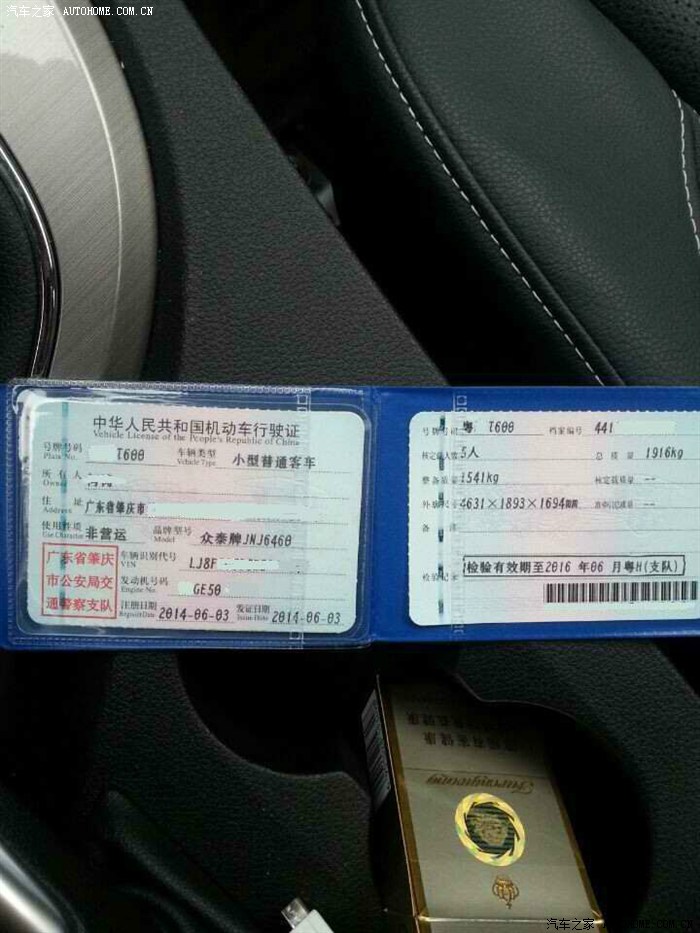 汽车之家 AUTOHOME.COM.CN
中华人民共和国机动车行驶证
Vehicle License of the People's Republic of China
号牌号码 T600 车辆类型 小型普通客车
Plate No. Vehicle Type
所有人
Owner
住址 广东省肇庆市
Address
使用性质 非营运 品牌型号 众泰牌JNJ6460
Use Character Model
广东省肇庆
市公安局交
通警察支队
车辆识别代号 LJ8F
VIN
发动机号码 GE50
Engine No.
注册日期 2014-06-03 发证日期 2014-06-03
Register Date Issue Date
号牌号码 粤 T600 档案编号 441
核定载人数 5人 总质量 1916kg
整备质量 1541kg 核定载质量 --
外廓尺寸 4631×1893×1694mm 准牵引总质量 --
备注
检验记录 检验有效期至2016年06月粤H(支队)
Furongwang
汽车之家